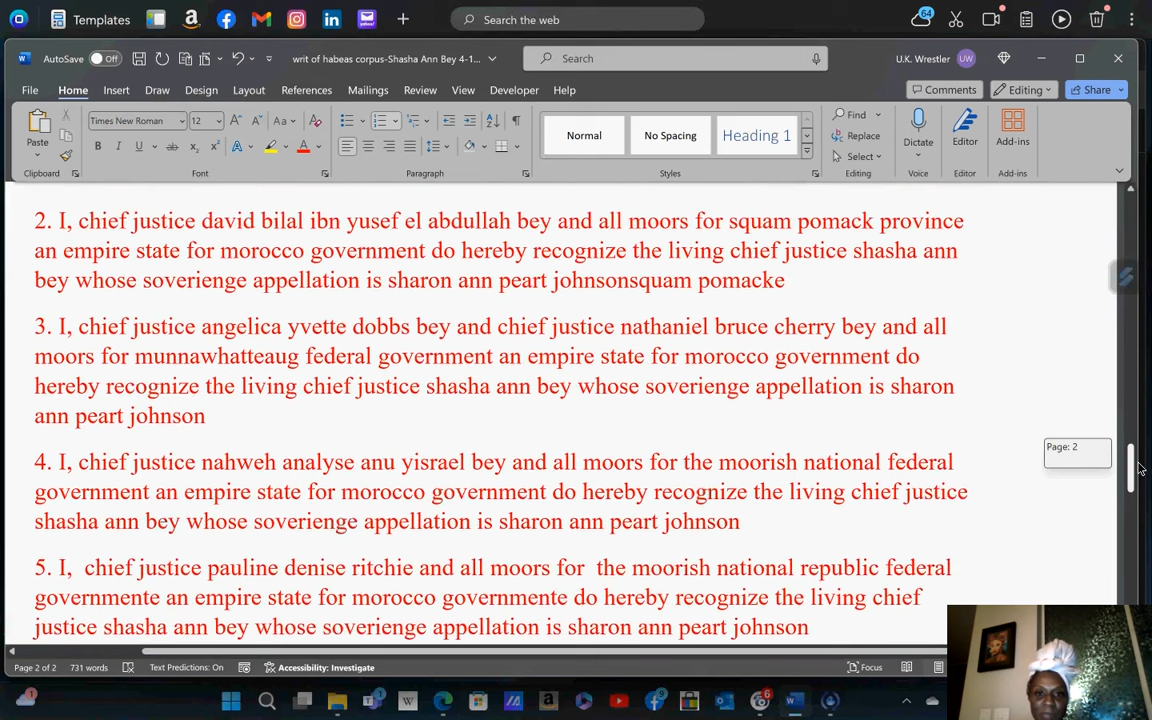 Templates
Search the web
64
AutoSave Off
writ of habeas corpus-Shasha Ann Bey 4-1...
Search
U.K. Wrestler
UW
File Home Insert Draw Design Layout References Mailings Review View Developer Help
Comments
Editing
Share
Paste
Times New Roman
12
Normal
No Spacing
Heading 1
Find
Replace
Select
Dictate
Editor
Add-ins
Clipboard
Font
Paragraph
Styles
Editing
Voice
Editor
Add-ins
2. I, chief justice david bilal ibn yusef el abdullah bey and all moors for squam pomack province
an empire state for morocco government do hereby recognize the living chief justice shasha ann
bey whose soverienge appellation is sharon ann peart johnsonsquam pomacke
3. I, chief justice angelica yvette dobbs bey and chief justice nathaniel bruce cherry bey and all
moors for munnawhatteaug federal government an empire state for morocco government do
hereby recognize the living chief justice shasha ann bey whose soverienge appellation is sharon
ann peart johnson
Page: 2
4. I, chief justice nahweh analyse anu yisrael bey and all moors for the moorish national federal
government an empire state for morocco government do hereby recognize the living chief justice
shasha ann bey whose soverienge appellation is sharon ann peart johnson
5. I, chief justice pauline denise ritchie and all moors for the moorish national republic federal
governmente an empire state for morocco governmente do hereby recognize the living chief
justice shasha ann bey whose soverienge appellation is sharon ann peart johnson
Page 2 of 2
731 words
Text Predictions: On
Accessibility: Investigate
Focus